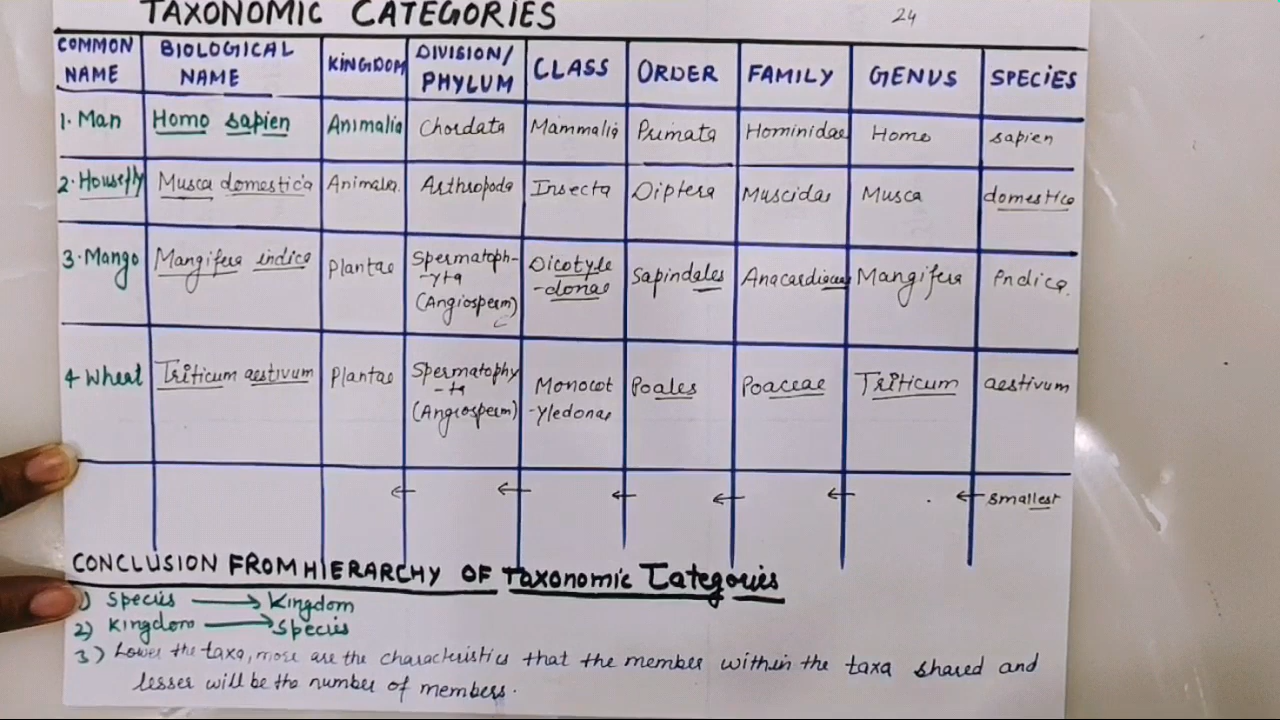 TAXONOMIC CATEGORIES
24
COMMON NAME | BIOLOGICAL NAME | KINGDOM | DIVISION/ PHYLUM | CLASS | ORDER | FAMILY | GENUS | SPECIES
1. Man | Homo sapien | Animalia | Chordata | Mammalia | Primata | Hominidae | Homo | sapien
2. Housefly | Musca domestica | Animalia. | Arthropoda | Insecta | Diptera | Muscidae | Musca | domestica
3. Mango | Mangifera indica | Plantae | Spermatoph--yta (Angiosperm) | Dicotyle-donae | Sapindales | Anacardiaceae | Mangifera | indica.
4 Wheat | Triticum aestivum | Plantae | Spermatophy-ta (Angiosperm) | Monocot-yledonae | Poales | Poaceae | Triticum | aestivum
← ← ← ← ← ← smallest
CONCLUSION FROM HIERARCHY OF Taxonomic Categories
1) Species → Kingdom
2) Kingdom → Species
3) Lower the taxa, more are the characteristics that the member within the taxa shared and
lesser will be the number of members.